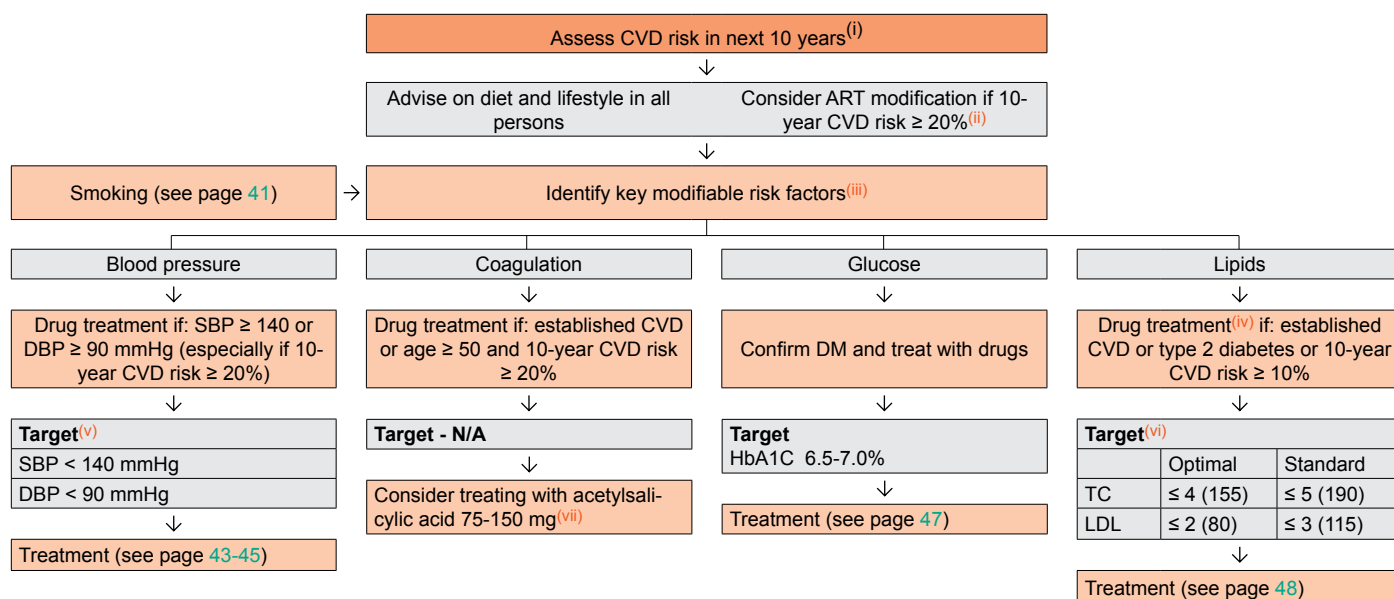 Assess CVD risk in next 10 years(i)
Advise on diet and lifestyle in all
persons
Consider ART modification if 10-
year CVD risk ≥ 20%(ii)
Smoking (see page 41)
Identify key modifiable risk factors(iii)
Blood pressure
Coagulation
Glucose
Lipids
Drug treatment if: SBP ≥ 140 or
DBP ≥ 90 mmHg (especially if 10-
year CVD risk ≥ 20%)
Drug treatment if: established CVD
or age ≥ 50 and 10-year CVD risk
≥ 20%
Confirm DM and treat with drugs
Drug treatment(iv) if: established
CVD or type 2 diabetes or 10-year
CVD risk ≥ 10%
Target(v)
SBP < 140 mmHg
DBP < 90 mmHg
Treatment (see page 43-45)
Target - N/A
Consider treating with acetylsali-
cylic acid 75-150 mg(vii)
Target
HbA1C 6.5-7.0%
Treatment (see page 47)
Target(vi)
Optimal Standard
TC ≤ 4 (155) ≤ 5 (190)
LDL ≤ 2 (80) ≤ 3 (115)
Treatment (see page 48)